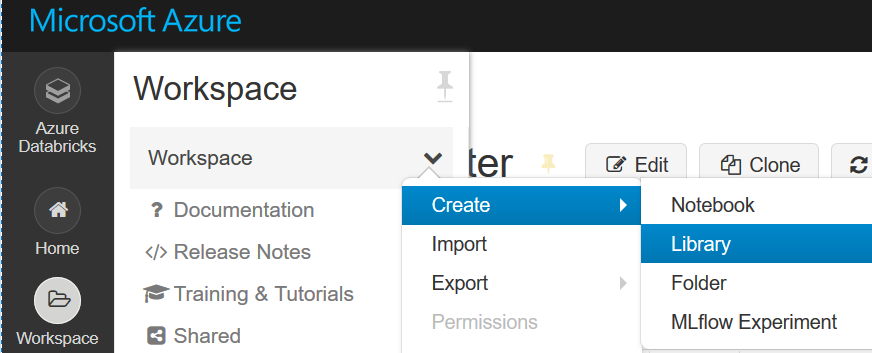 Microsoft Azure
Azure
Databricks
Home
Workspace
Workspace
Workspace
? Documentation
</> Release Notes
Training & Tutorials
Shared
ter
Edit
Clone
Create
Import
Export
Permissions
Notebook
Library
Folder
MLflow Experiment